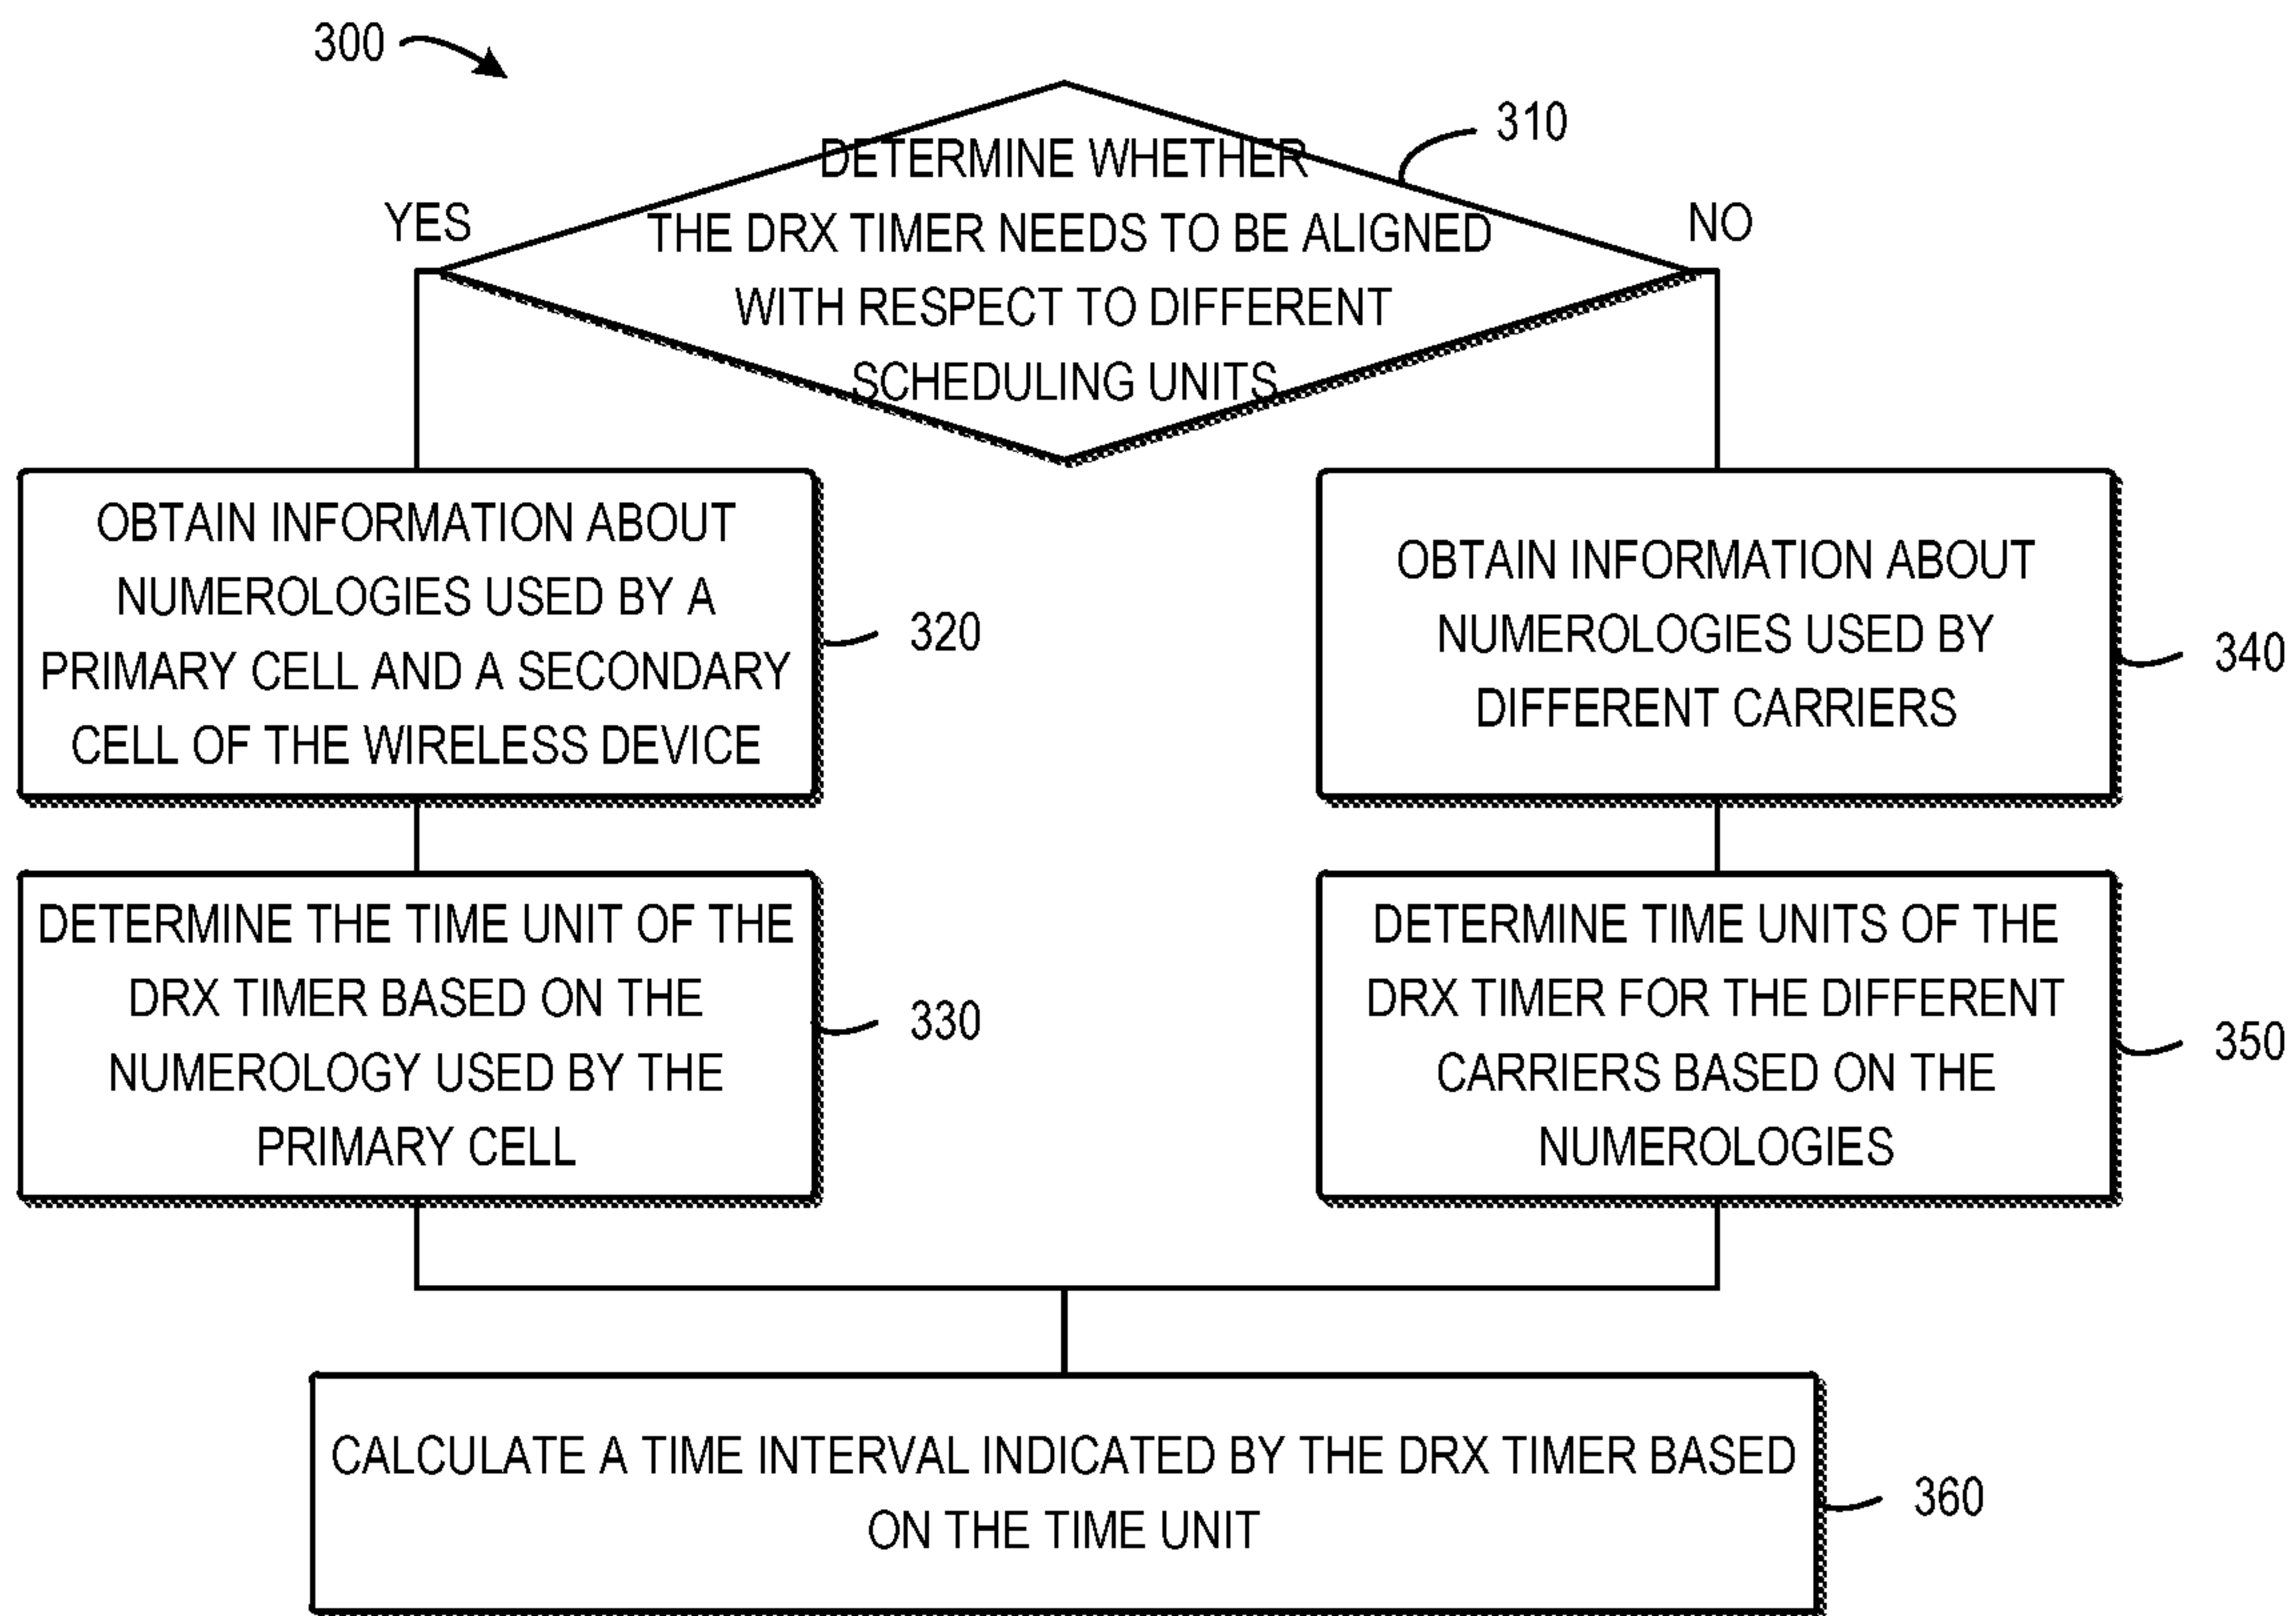 300
310
DETERMINE WHETHER
YES
NO
THE DRX TIMER NEEDS TO BE ALIGNED
WITH RESPECT TO DIFFERENT
SCHEDULING UNITS
OBTAIN INFORMATION ABOUT
NUMEROLOGIES USED BY A
PRIMARY CELL AND A SECONDARY
CELL OF THE WIRELESS DEVICE
320
OBTAIN INFORMATION ABOUT
NUMEROLOGIES USED BY
DIFFERENT CARRIERS
340
DETERMINE THE TIME UNIT OF THE
DRX TIMER BASED ON THE
NUMEROLOGY USED BY THE
PRIMARY CELL
330
DETERMINE TIME UNITS OF THE
DRX TIMER FOR THE DIFFERENT
CARRIERS BASED ON THE
NUMEROLOGIES
350
CALCULATE A TIME INTERVAL INDICATED BY THE DRX TIMER BASED
ON THE TIME UNIT
360